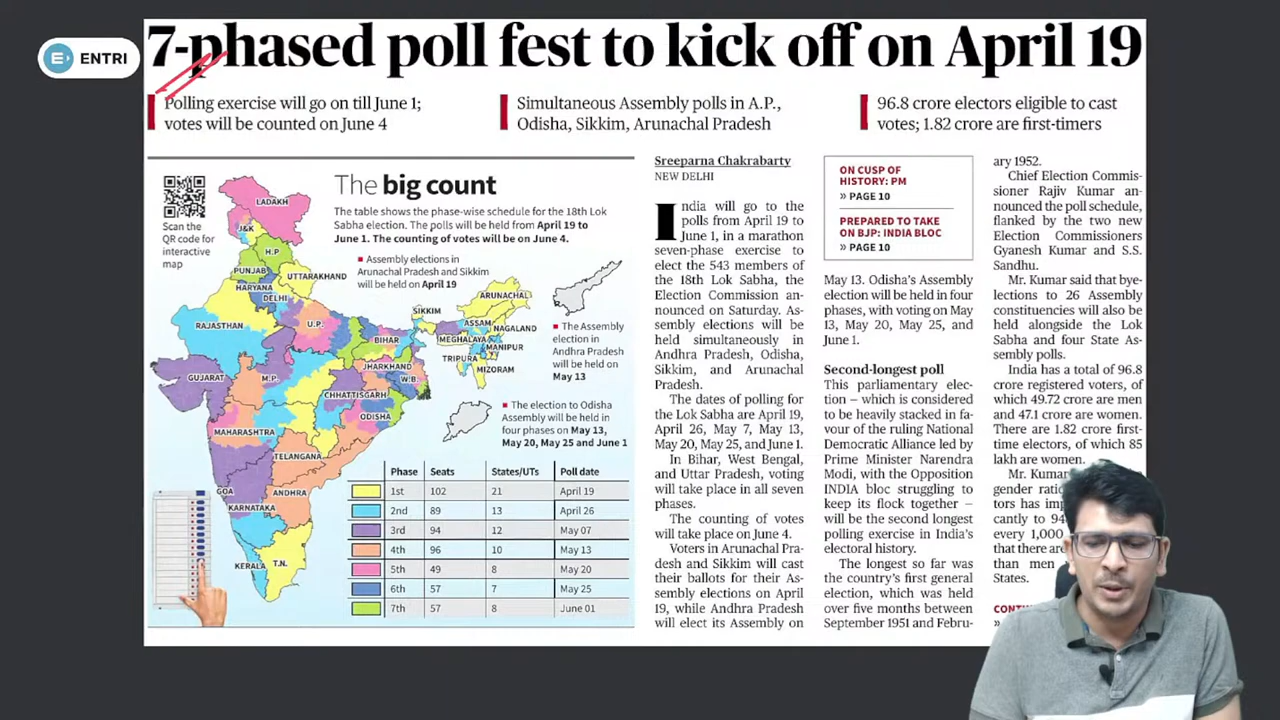 ENTRI
7-phased poll fest to kick off on April 19
Polling exercise will go on till June 1;
votes will be counted on June 4
Simultaneous Assembly polls in A.P.,
Odisha, Sikkim, Arunachal Pradesh
96.8 crore electors eligible to cast
votes; 1.82 crore are first-timers
Scan the
QR code for
interactive
map
The big count
The table shows the phase-wise schedule for the 18th Lok
Sabha election. The polls will be held from April 19 to
June 1. The counting of votes will be on June 4.
Assembly elections in
Arunachal Pradesh and Sikkim
will be held on April 19
The Assembly
election in
Andhra Pradesh
will be held on
May 13
The election to Odisha
Assembly will be held in
four phases on May 13,
May 20, May 25 and June 1
LADAKH
J&K
H.P
PUNJAB
UTTARAKHAND
HARYANA
DELHI
RAJASTHAN
U.P.
BIHAR
SIKKIM
ARUNACHAL
ASSAM
NAGALAND
MEGHALAYA
MANIPUR
TRIPURA
MIZORAM
GUJARAT
M.P.
JHARKHAND
W.B.
CHHATTISGARH
ODISHA
MAHARASHTRA
TELANGANA
GOA
ANDHRA
KARNATAKA
KERALA
T.N.
Phase Seats States/UTs Poll date
1st 102 21 April 19
2nd 89 13 April 26
3rd 94 12 May 07
4th 96 10 May 13
5th 49 8 May 20
6th 57 7 May 25
7th 57 8 June 01
Sreeparna Chakrabarty
NEW DELHI
India will go to the
polls from April 19 to
June 1, in a marathon
seven-phase exercise to
elect the 543 members of
the 18th Lok Sabha, the
Election Commission an-
nounced on Saturday. As-
sembly elections will be
held simultaneously in
Andhra Pradesh, Odisha,
Sikkim, and Arunachal
Pradesh.
The dates of polling for
the Lok Sabha are April 19,
April 26, May 7, May 13,
May 20, May 25, and June 1.
In Bihar, West Bengal,
and Uttar Pradesh, voting
will take place in all seven
phases.
The counting of votes
will take place on June 4.
Voters in Arunachal Pra-
desh and Sikkim will cast
their ballots for their As-
sembly elections on April
19, while Andhra Pradesh
will elect its Assembly on
ON CUSP OF
HISTORY: PM
» PAGE 10
PREPARED TO TAKE
ON BJP: INDIA BLOC
» PAGE 10
May 13. Odisha's Assembly
election will be held in four
phases, with voting on May
13, May 20, May 25, and
June 1.
Second-longest poll
This parliamentary elec-
tion – which is considered
to be heavily stacked in fa-
vour of the ruling National
Democratic Alliance led by
Prime Minister Narendra
Modi, with the Opposition
INDIA bloc struggling to
keep its flock together –
will be the second longest
polling exercise in India's
electoral history.
The longest so far was
the country's first general
election, which was held
over five months between
September 1951 and Febru-
ary 1952.
Chief Election Commis-
sioner Rajiv Kumar an-
nounced the poll schedule,
flanked by the two new
Election Commissioners
Gyanesh Kumar and S.S.
Sandhu.
Mr. Kumar said that bye-
lections to 26 Assembly
constituencies will also be
held alongside the Lok
Sabha and four State As-
sembly polls.
India has a total of 96.8
crore registered voters, of
which 49.72 crore are men
and 47.1 crore are women.
There are 1.82 crore first-
time electors, of which 85
lakh are women.
Mr. Kumar
gender
tors has
cantly to
every 1,000
that there
than men
States.